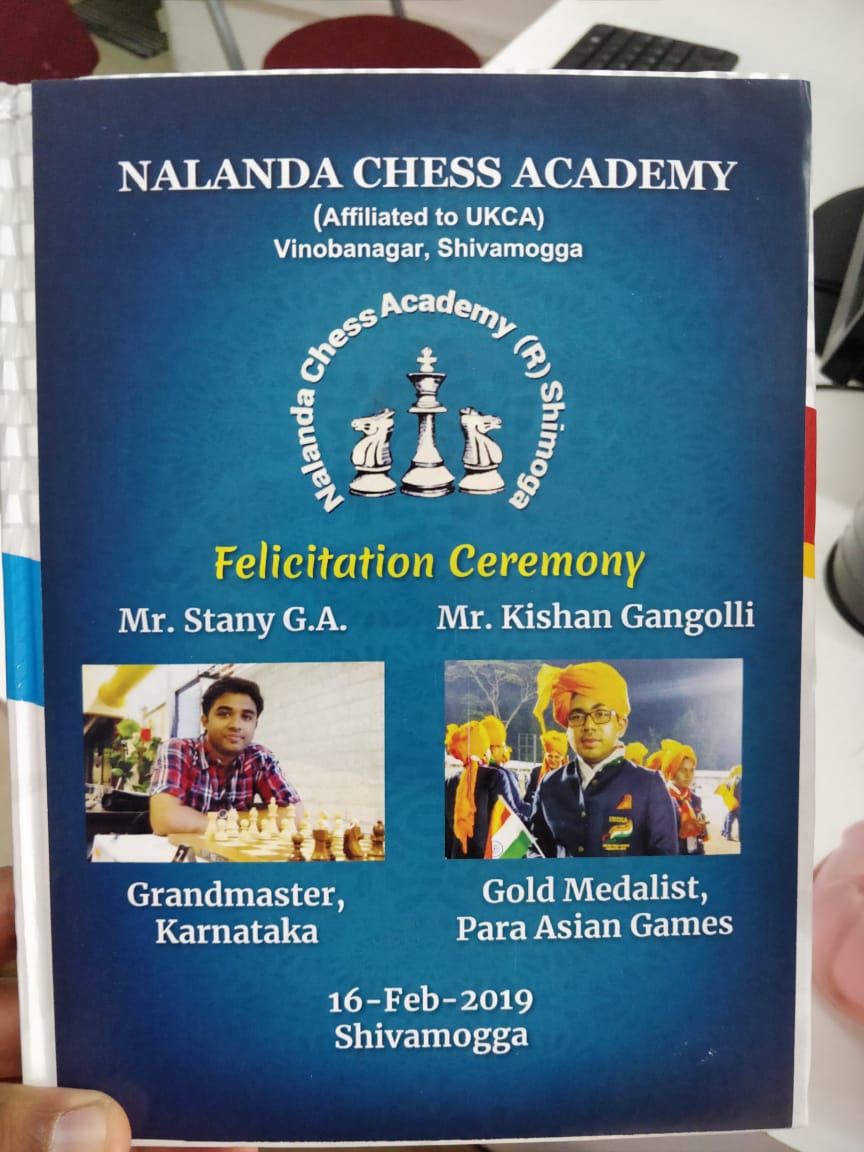 NALANDA CHESS ACADEMY
(Affiliated to UKCA)
Vinobanagar, Shivamogga
Nalanda Chess Academy (R) Shimoga
Felicitation Ceremony
Mr. Stany G.A.
Mr. Kishan Gangolli
INDIA
Grandmaster,
Karnataka
Gold Medalist,
Para Asian Games
16-Feb-2019
Shivamogga